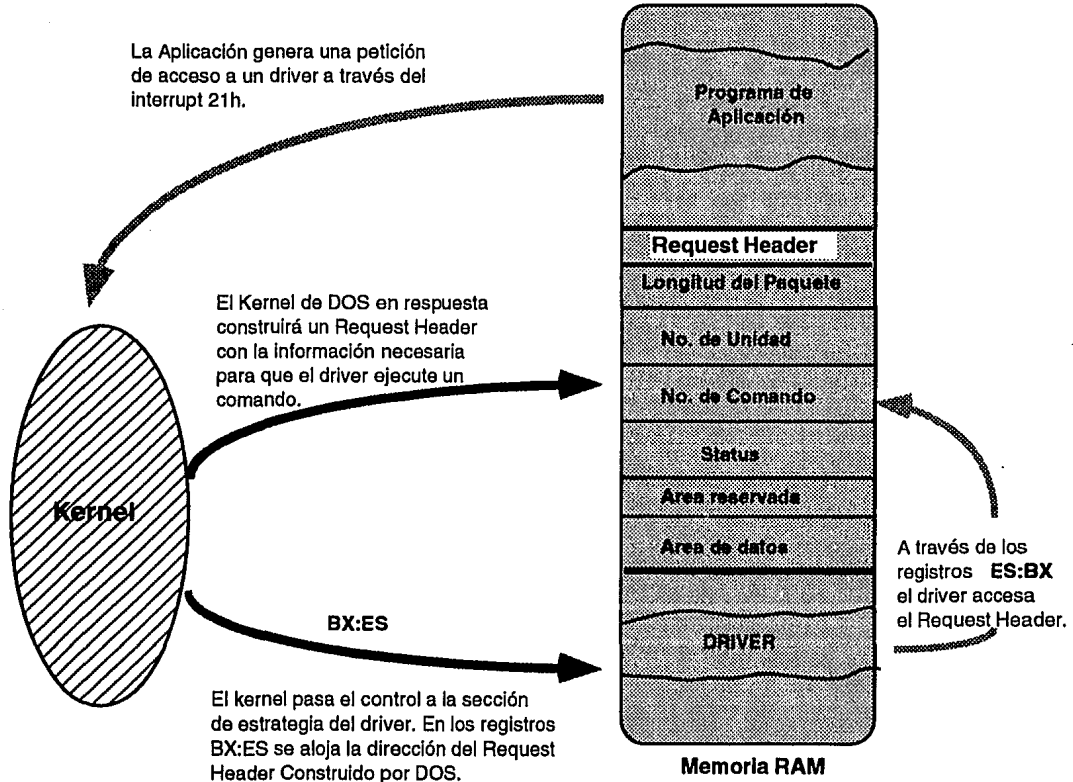 La Aplicación genera una petición
de acceso a un driver a través del
interrupt 21h.
Programa de
Aplicación
Request Header
Longitud del Paquete
No. de Unidad
No. de Comando
Status
Area reservada
Area de datos
DRIVER
Memoria RAM
El Kernel de DOS en respuesta
construirá un Request Header
con la información necesaria
para que el driver ejecute un
comando.
Kernel
BX:ES
El kernel pasa el control a la sección
de estrategia del driver. En los registros
BX:ES se aloja la dirección del Request
Header Construido por DOS.
A través de los
registros ES:BX
el driver accesa
el Request Header.